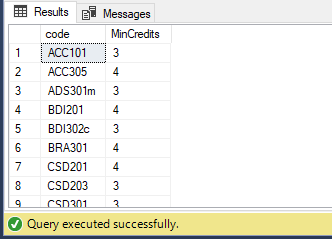 Results Messages
code MinCredits
1 ACC101 3
2 ACC305 4
3 ADS301m 3
4 BDI201 4
5 BDI302c 3
6 BRA301 4
7 CSD201 4
8 CSD203 3
9 CSD301 3
Query executed successfully.